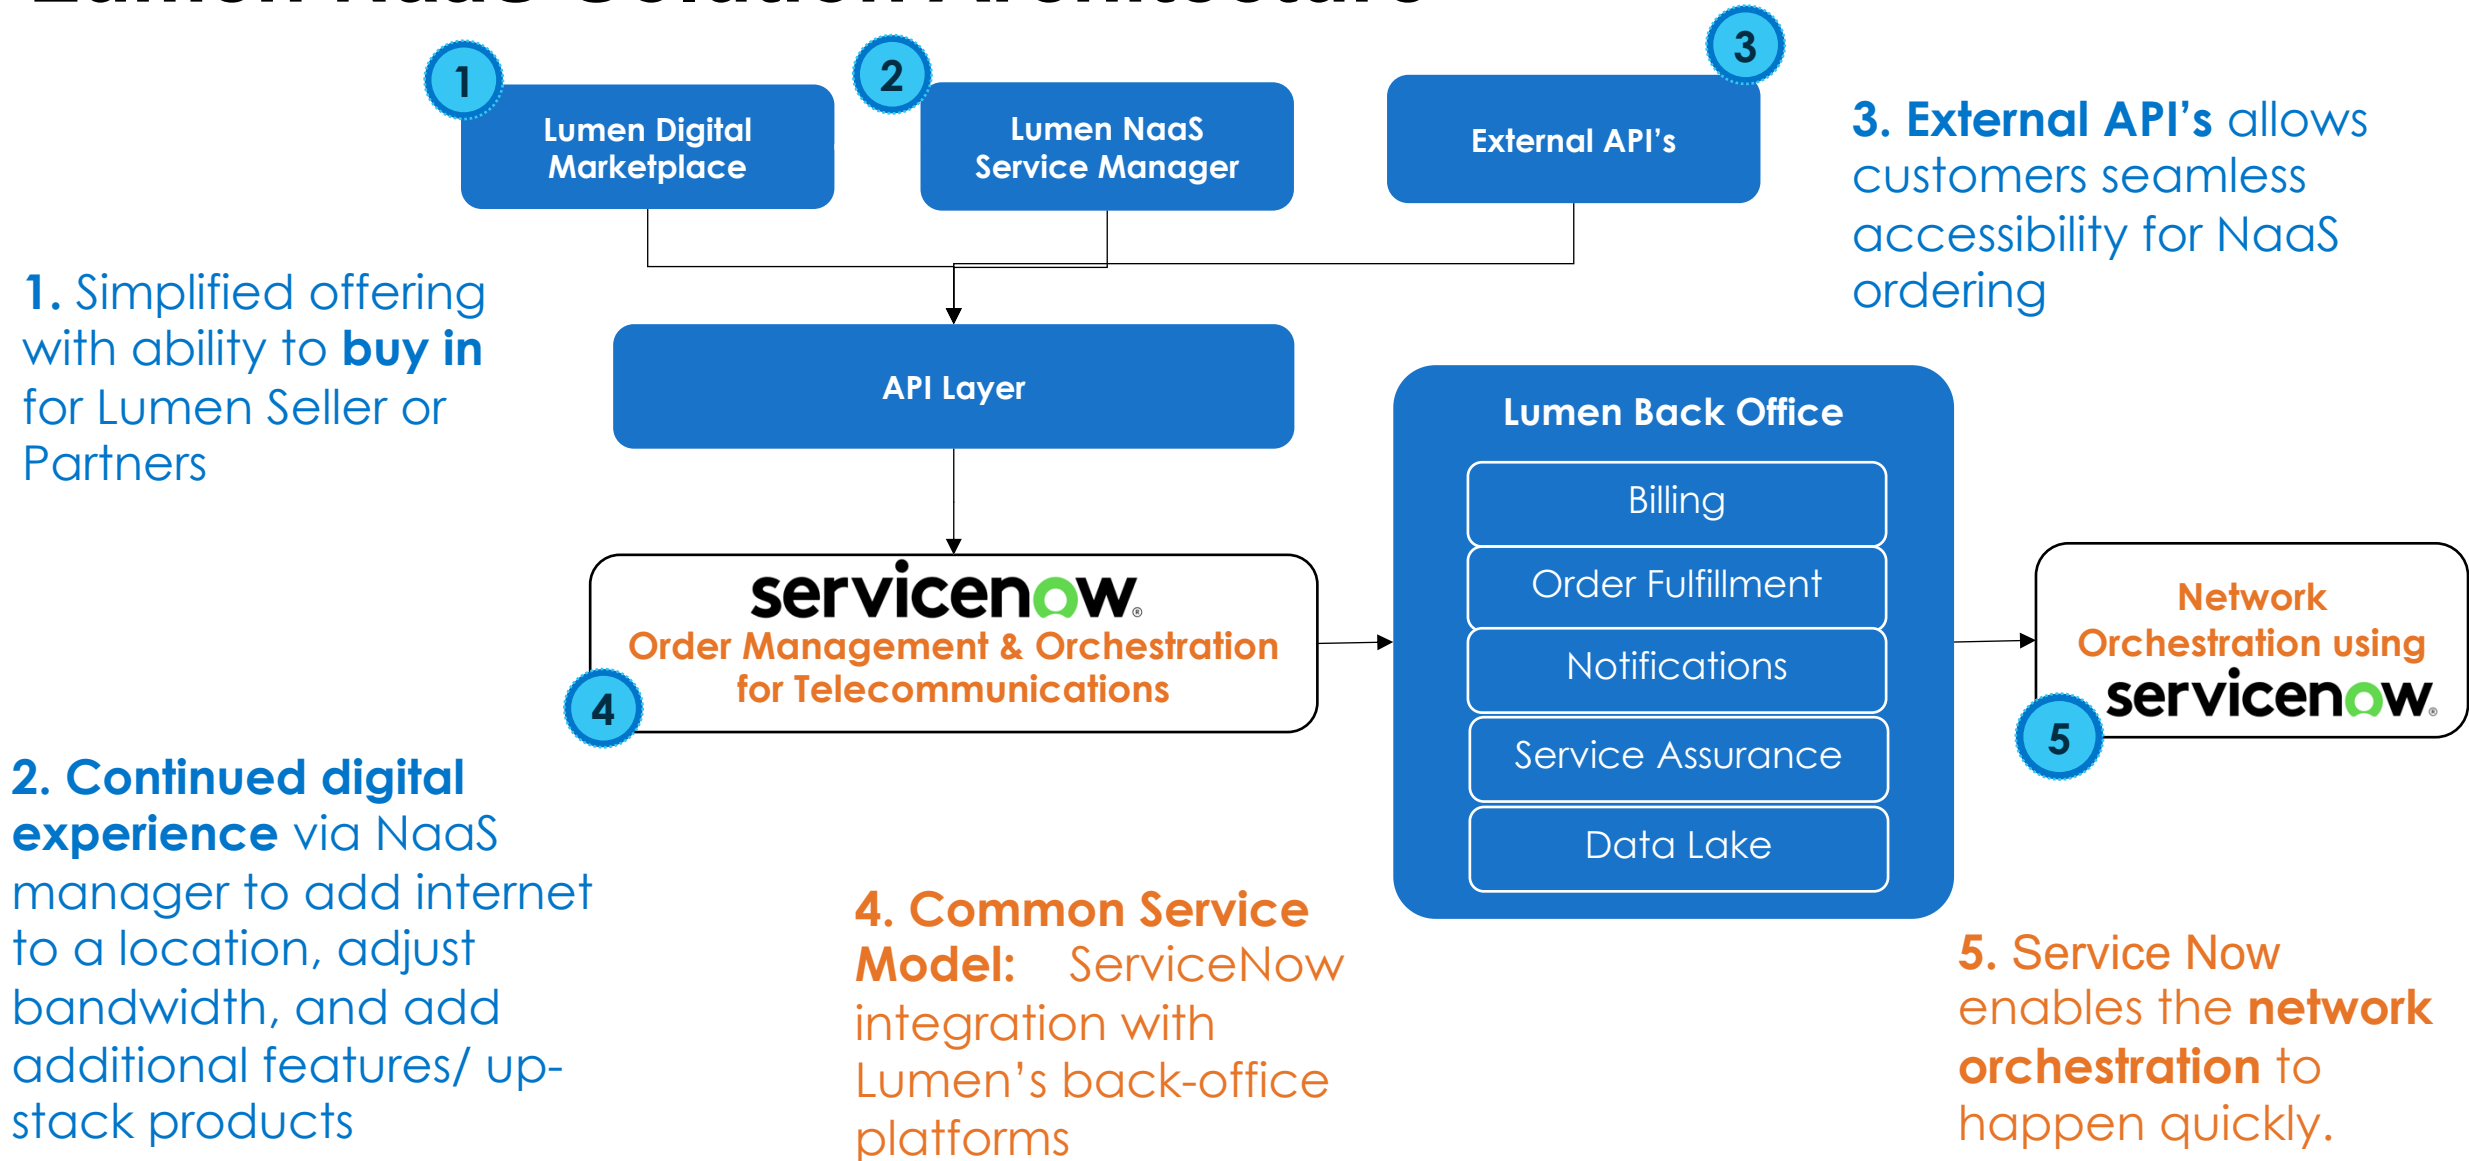 Lumen NaaS Solution Architecture
1
2
3
Lumen Digital
Marketplace
Lumen NaaS
Service Manager
External API's
3. External API's allows
customers seamless
accessibility for NaaS
ordering
1. Simplified offering
with ability to buy in
for Lumen Seller or
Partners
API Layer
Lumen Back Office
Billing
Order Fulfillment
Notifications
Service Assurance
Data Lake
servicenow®
Order Management & Orchestration
for Telecommunications
4
Network
Orchestration using
servicenow®
5
2. Continued digital
experience via NaaS
manager to add internet
to a location, adjust
bandwidth, and add
additional features/ up-
stack products
4. Common Service
Model: ServiceNow
integration with
Lumen's back-office
platforms
5. Service Now
enables the network
orchestration to
happen quickly.